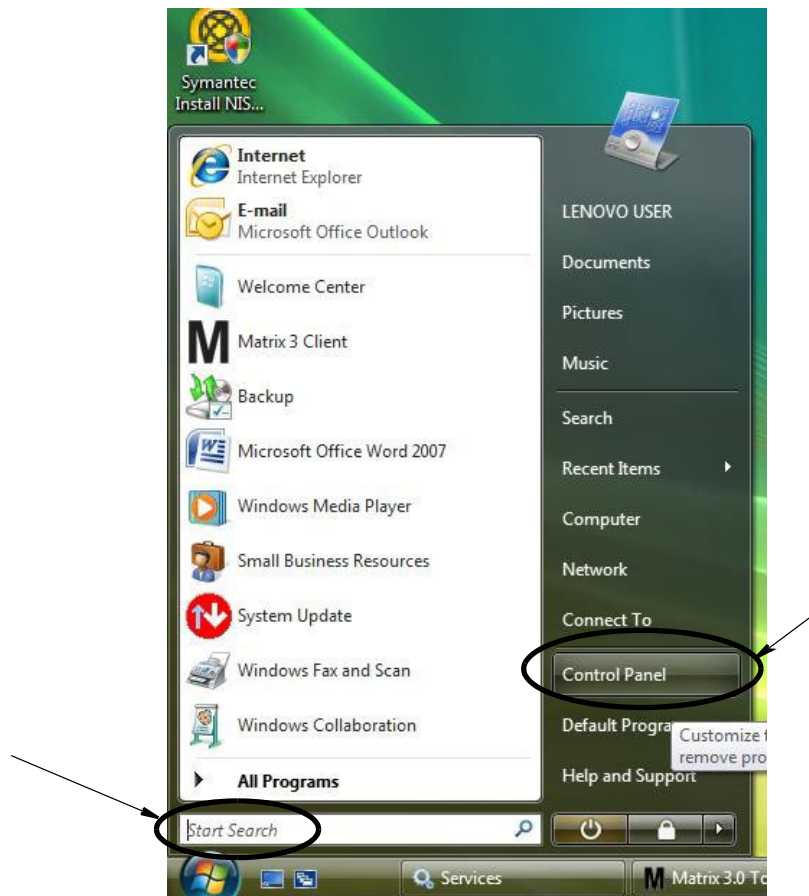 Symantec
Install NIS...
Internet
Internet Explorer
E-mail
Microsoft Office Outlook
Welcome Center
Matrix 3 Client
Backup
Microsoft Office Word 2007
Windows Media Player
Small Business Resources
System Update
Windows Fax and Scan
Windows Collaboration
All Programs
Start Search
LENOVO USER
Documents
Pictures
Music
Search
Recent Items
Computer
Network
Connect To
Control Panel
Default Progra
Customize t
remove pro
Help and Support
Services
M Matrix 3.0 To